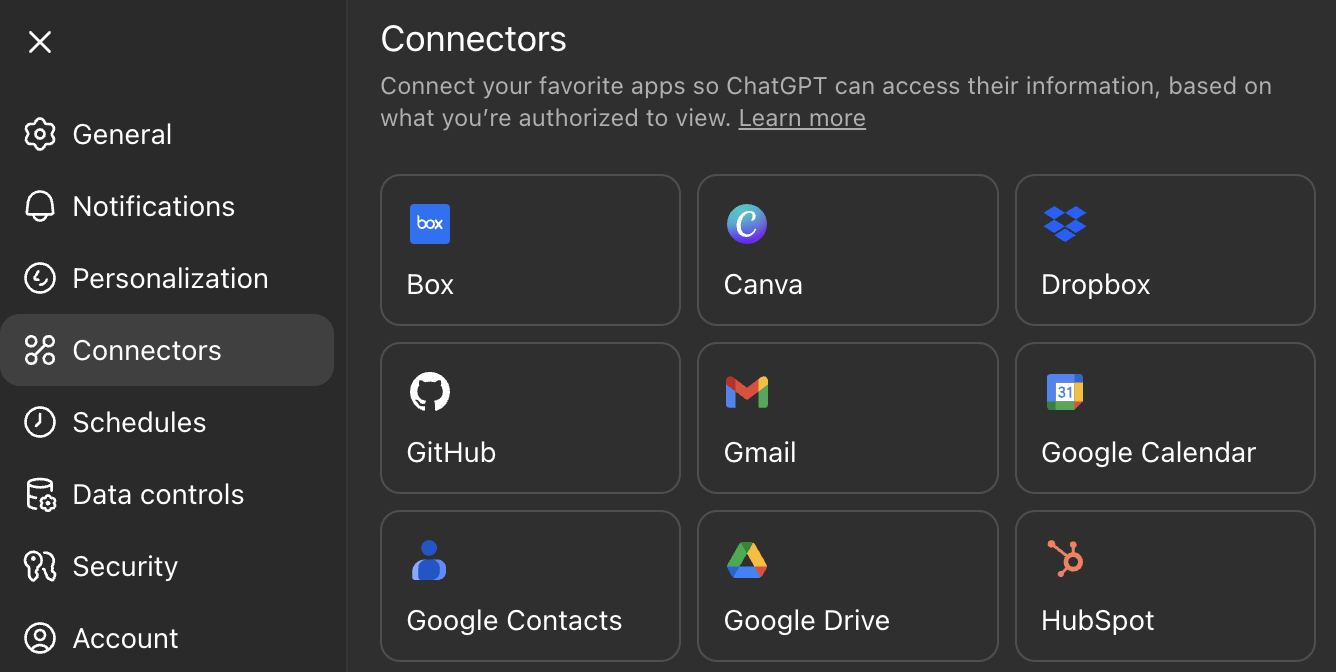 Connectors
Connect your favorite apps so ChatGPT can access their information, based on
what you’re authorized to view. Learn more
General
Notifications
Personalization
Connectors
Schedules
Data controls
Security
Account
box
C
Box
Canva
Dropbox
GitHub
Gmail
31
Google Calendar
Google Contacts
Google Drive
HubSpot